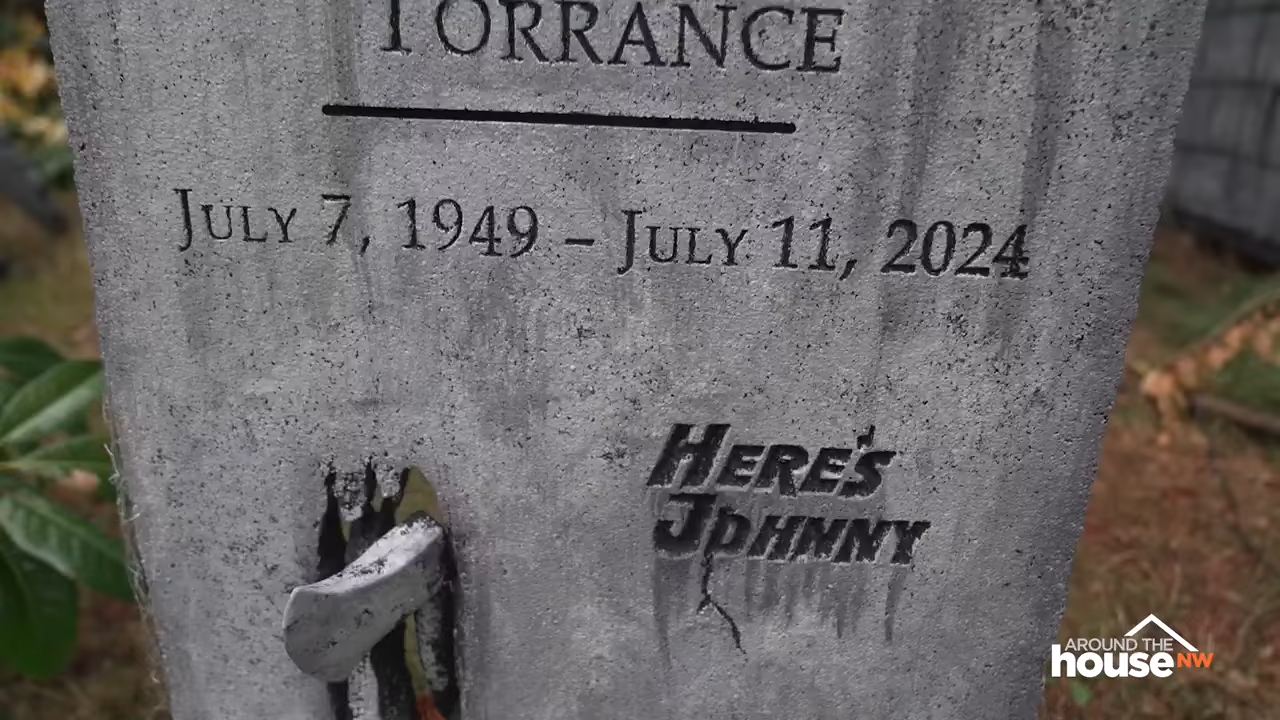 TORRANCE
JULY 7, 1949 – JULY 11, 2024
HERE'S
JOHNNY
AROUND THE
houseNW